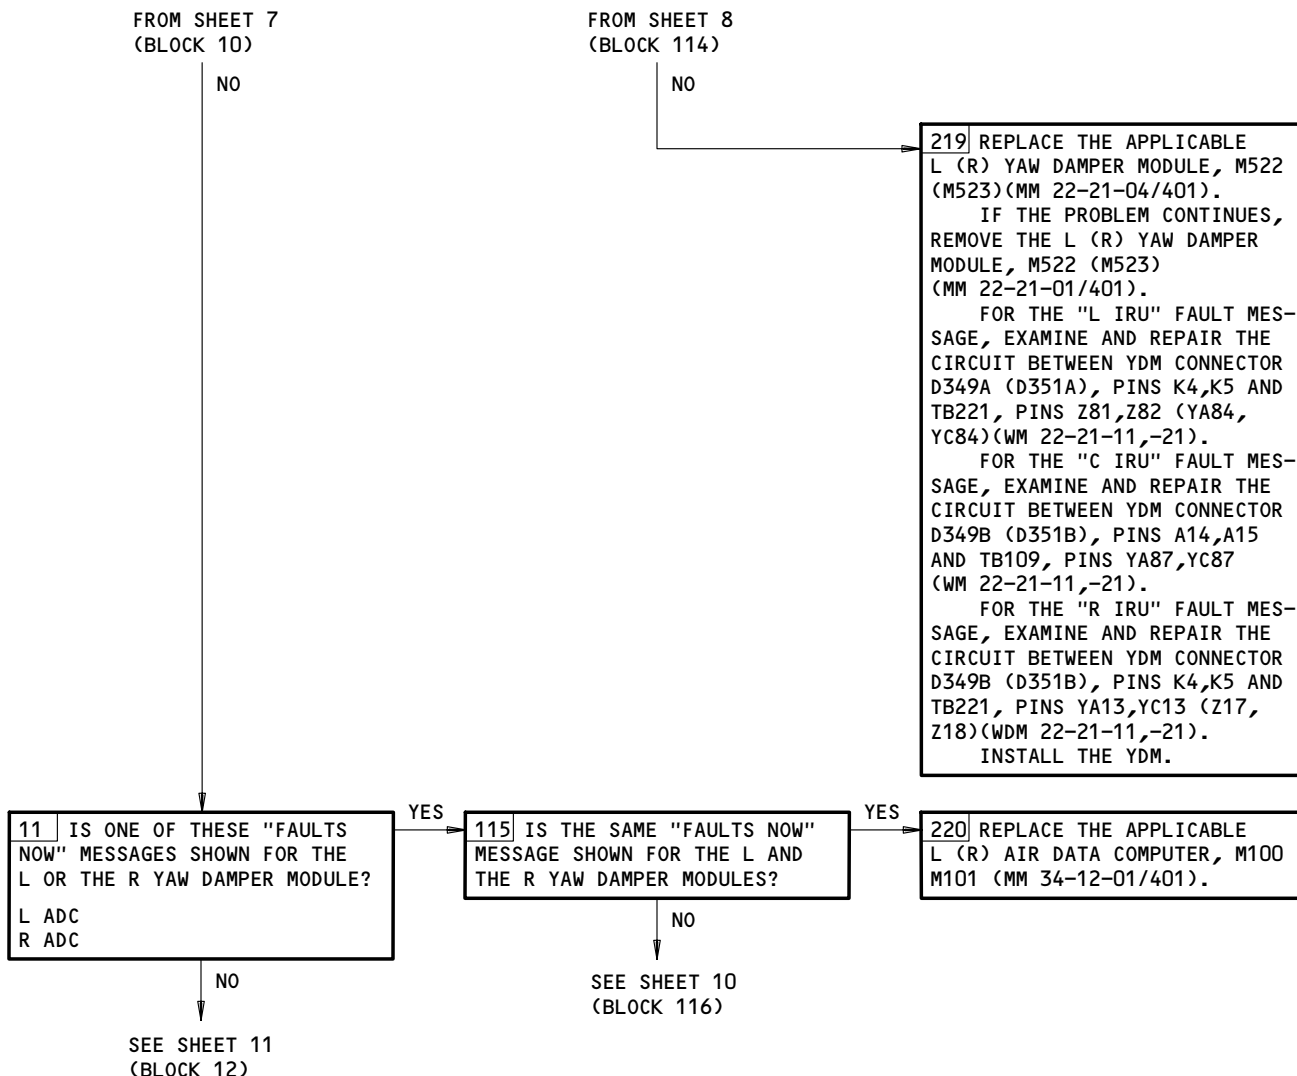 FROM SHEET 7
(BLOCK 10)
NO
FROM SHEET 8
(BLOCK 114)
NO
219 REPLACE THE APPLICABLE
L (R) YAW DAMPER MODULE, M522
(M523)(MM 22-21-04/401).
IF THE PROBLEM CONTINUES,
REMOVE THE L (R) YAW DAMPER
MODULE, M522 (M523)
(MM 22-21-01/401).
FOR THE "L IRU" FAULT MES-
SAGE, EXAMINE AND REPAIR THE
CIRCUIT BETWEEN YDM CONNECTOR
D349A (D351A), PINS K4,K5 AND
TB221, PINS Z81,Z82 (YA84,
YC84)(WM 22-21-11,-21).
FOR THE "C IRU" FAULT MES-
SAGE, EXAMINE AND REPAIR THE
CIRCUIT BETWEEN YDM CONNECTOR
D349B (D351B), PINS A14,A15
AND TB109, PINS YA87,YC87
(WM 22-21-11,-21).
FOR THE "R IRU" FAULT MES-
SAGE, EXAMINE AND REPAIR THE
CIRCUIT BETWEEN YDM CONNECTOR
D349B (D351B), PINS K4,K5 AND
TB221, PINS YA13,YC13 (Z17,
Z18)(WDM 22-21-11,-21).
INSTALL THE YDM.
11 IS ONE OF THESE "FAULTS
NOW" MESSAGES SHOWN FOR THE
L OR THE R YAW DAMPER MODULE?
L ADC
R ADC
YES
115 IS THE SAME "FAULTS NOW"
MESSAGE SHOWN FOR THE L AND
THE R YAW DAMPER MODULES?
YES
220 REPLACE THE APPLICABLE
L (R) AIR DATA COMPUTER, M100
M101 (MM 34-12-01/401).
NO
SEE SHEET 10
(BLOCK 116)
NO
SEE SHEET 11
(BLOCK 12)